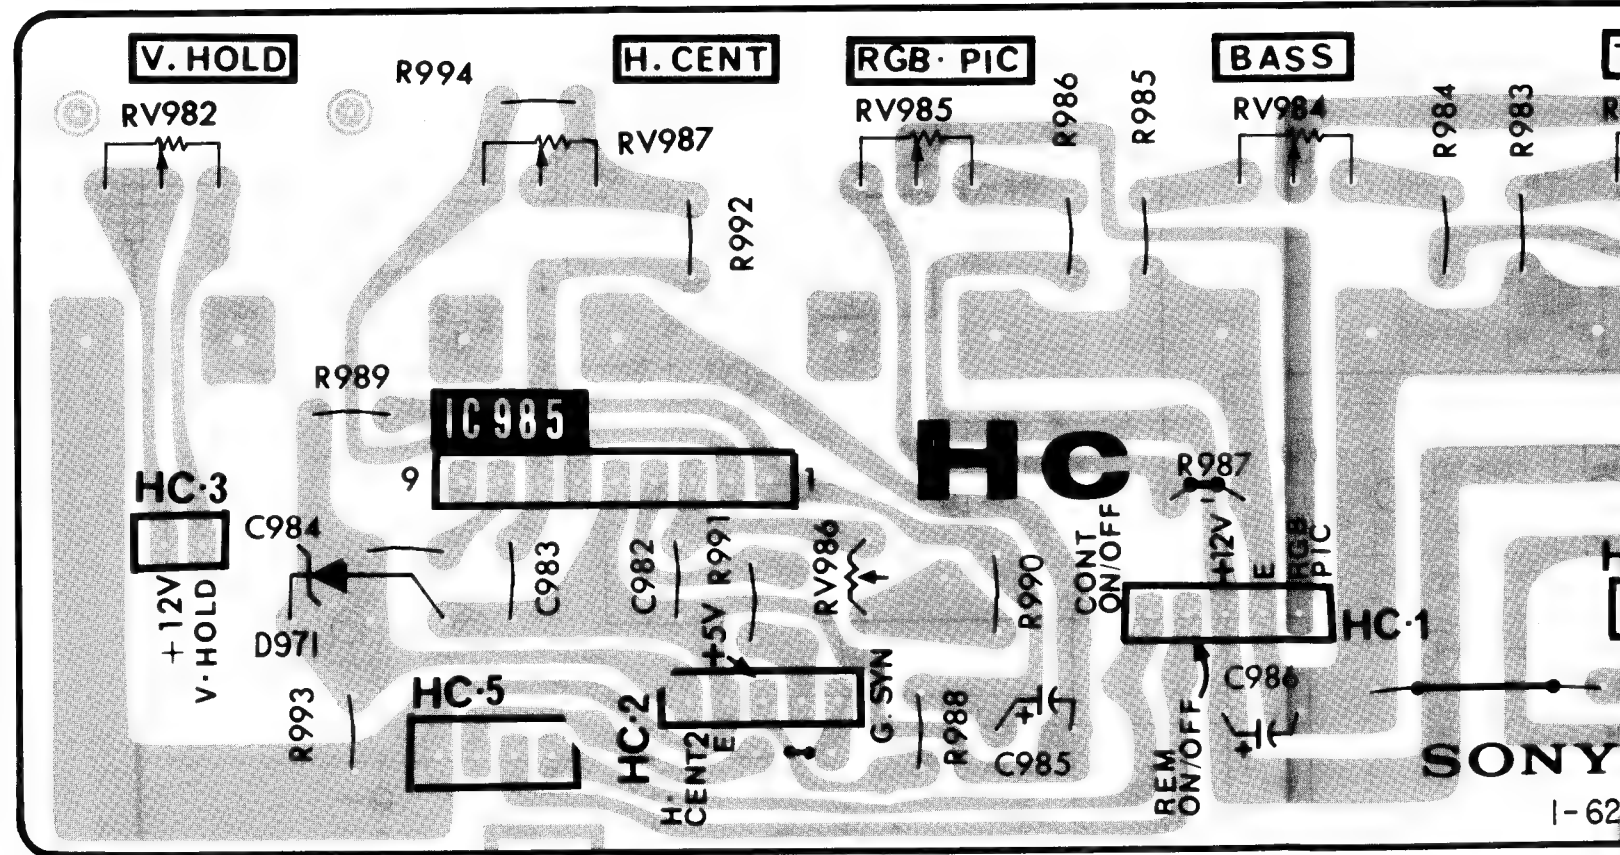 V. HOLD
H. CENT
RGB· PIC
BASS
R994
RV982
RV987
RV985
R986
R985
RV984
R984
R983
R992
R989
IC985
9
1
HC
R987
HC·3
C984
C983
C982
R991
RV986
R990
CONT
ON/OFF
+12V
E
RGB
PIC
HC·1
+12V
V·HOLD
D971
+5V
G. SYN
R993
HC·5
HC·2
H.
CENT2
E
R988
C985
REM
ON/OFF
C986
SONY
1-62